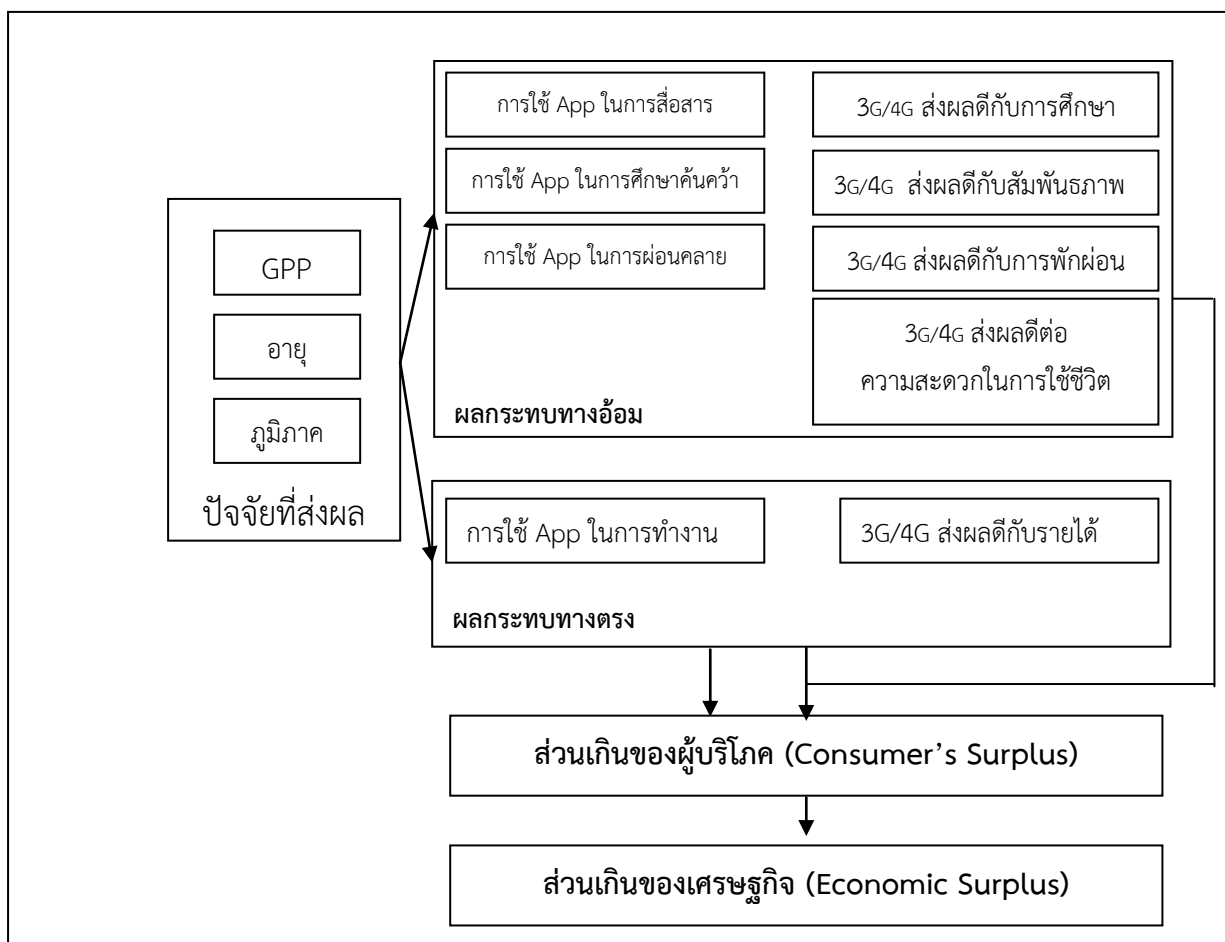 การใช้ App ในการสื่อสาร
3G/4G ส่งผลดีกับการศึกษา
การใช้ App ในการศึกษาค้นคว้า
3G/4G ส่งผลดีกับสัมพันธภาพ
การใช้ App ในการผ่อนคลาย
3G/4G ส่งผลดีกับการพักผ่อน
3G/4G ส่งผลดีต่อ
ความสะดวกในการใช้ชีวิต
ผลกระทบทางอ้อม
GPP
อายุ
ภูมิภาค
ปัจจัยที่ส่งผล
การใช้ App ในการทำงาน
3G/4G ส่งผลดีกับรายได้
ผลกระทบทางตรง
ส่วนเกินของผู้บริโภค (Consumer's Surplus)
ส่วนเกินของเศรษฐกิจ (Economic Surplus)